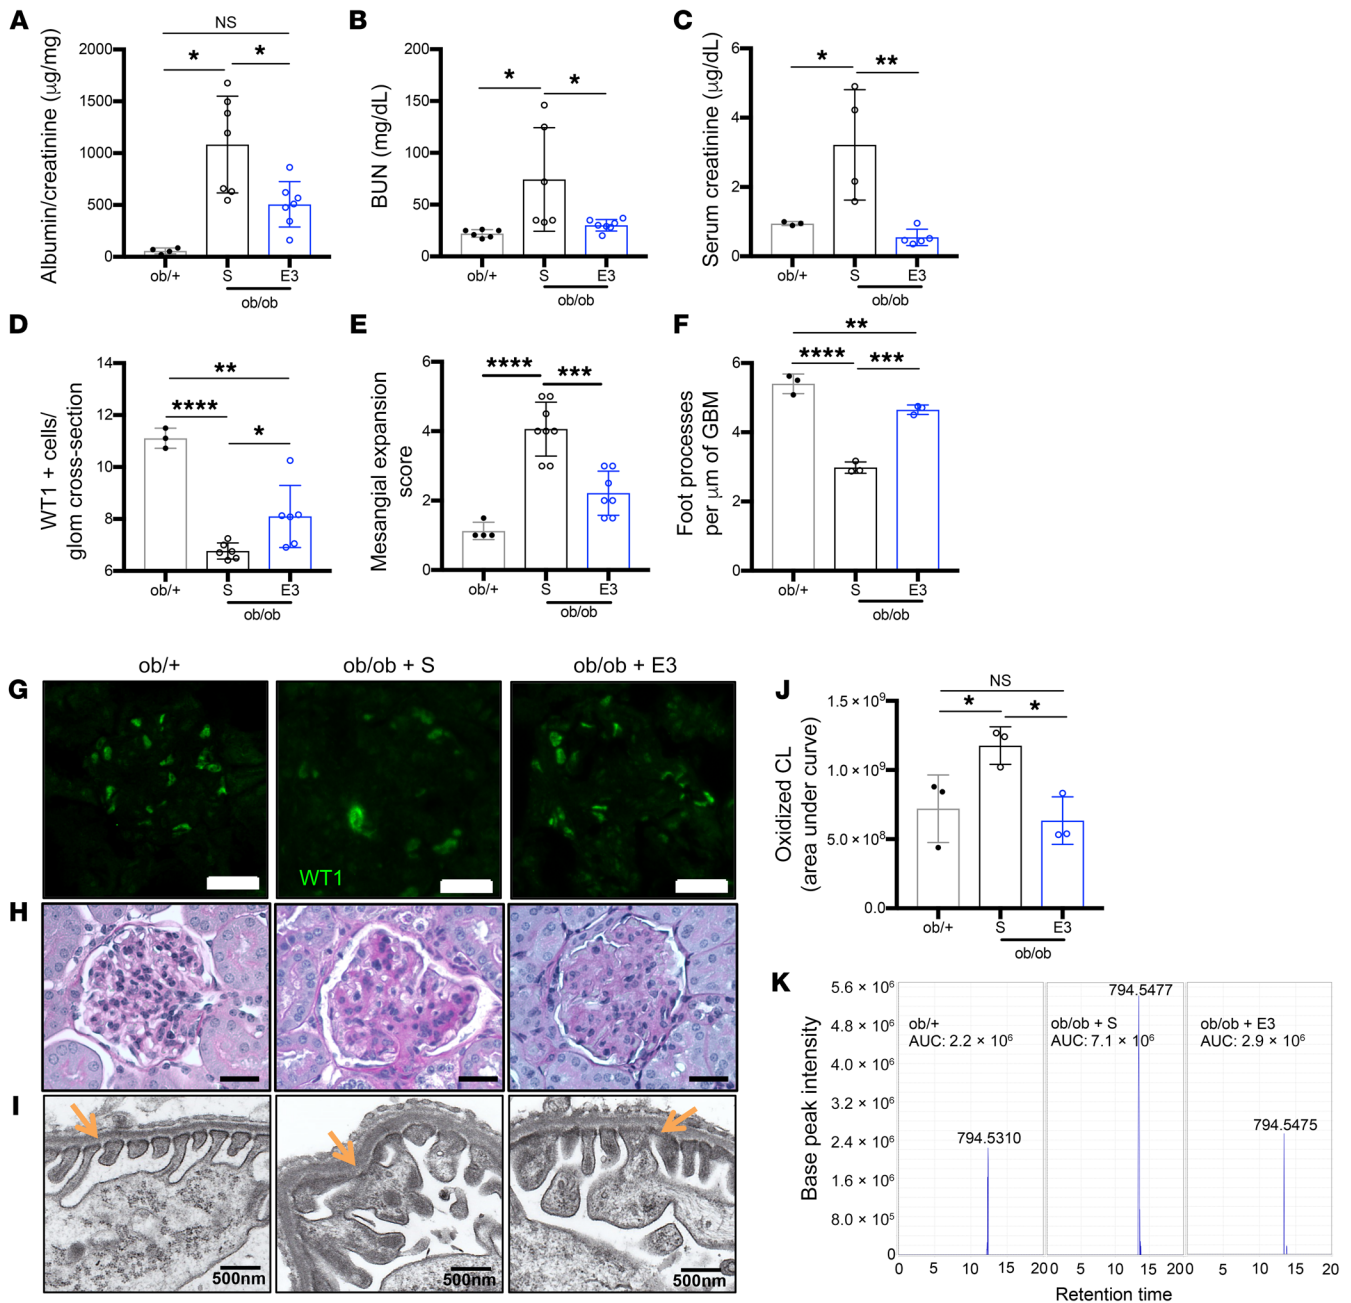 A
NS
*
*
Albumin/creatinine (μg/mg)
2000
1500
1000
500
0
ob/+
S
E3
ob/ob
B
*
*
BUN (mg/dL)
200
150
100
50
0
ob/+
S
E3
ob/ob
C
*
**
Serum creatinine (μg/dL)
6
4
2
0
ob/+
S
E3
ob/ob
D
**
****
*
WT1 + cells/
glom cross-section
14
12
10
8
6
ob/+
S
E3
ob/ob
E
****
***
Mesangial expansion
score
6
4
2
0
ob/+
S
E3
ob/ob
F
**
****
***
Foot processes
per μm of GBM
6
4
2
0
ob/+
S
E3
ob/ob
ob/+
ob/ob + S
ob/ob + E3
G
WT1
H
I
500nm
500nm
500nm
J
NS
*
*
Oxidized CL
(area under curve)
1.5 × 10⁹
1.0 × 10⁹
5.0 × 10⁸
0.0
ob/+
S
E3
ob/ob
K
Base peak intensity
5.6 × 10⁶
4.8 × 10⁶
4.0 × 10⁶
3.2 × 10⁶
2.4 × 10⁶
1.6 × 10⁶
8.0 × 10⁵
0
ob/+
AUC: 2.2 × 10⁶
794.5310
ob/ob + S
AUC: 7.1 × 10⁶
794.5477
ob/ob + E3
AUC: 2.9 × 10⁶
794.5475
0 5 10 15 20 0 5 10 15 20 0 5 10 15 20
Retention time